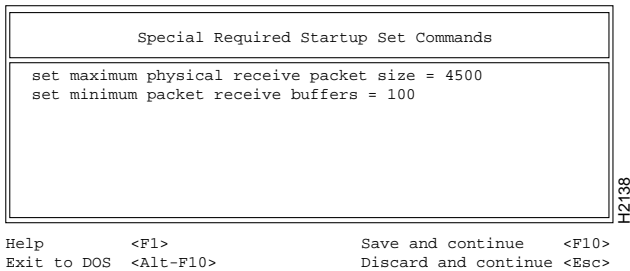 Special Required Startup Set Commands
set maximum physical receive packet size = 4500
set minimum packet receive buffers = 100
H2138
Help <F1> Save and continue <F10>
Exit to DOS <Alt-F10> Discard and continue <Esc>